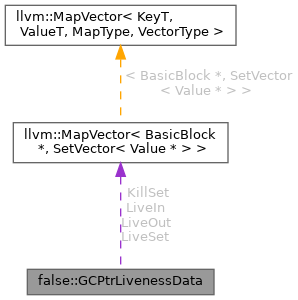 llvm::MapVector< KeyT,
ValueT, MapType, VectorType >
< BasicBlock *, SetVector
< Value * > >
llvm::MapVector< BasicBlock
*, SetVector< Value * > >
KillSet
LiveIn
LiveOut
LiveSet
false::GCPtrLivenessData